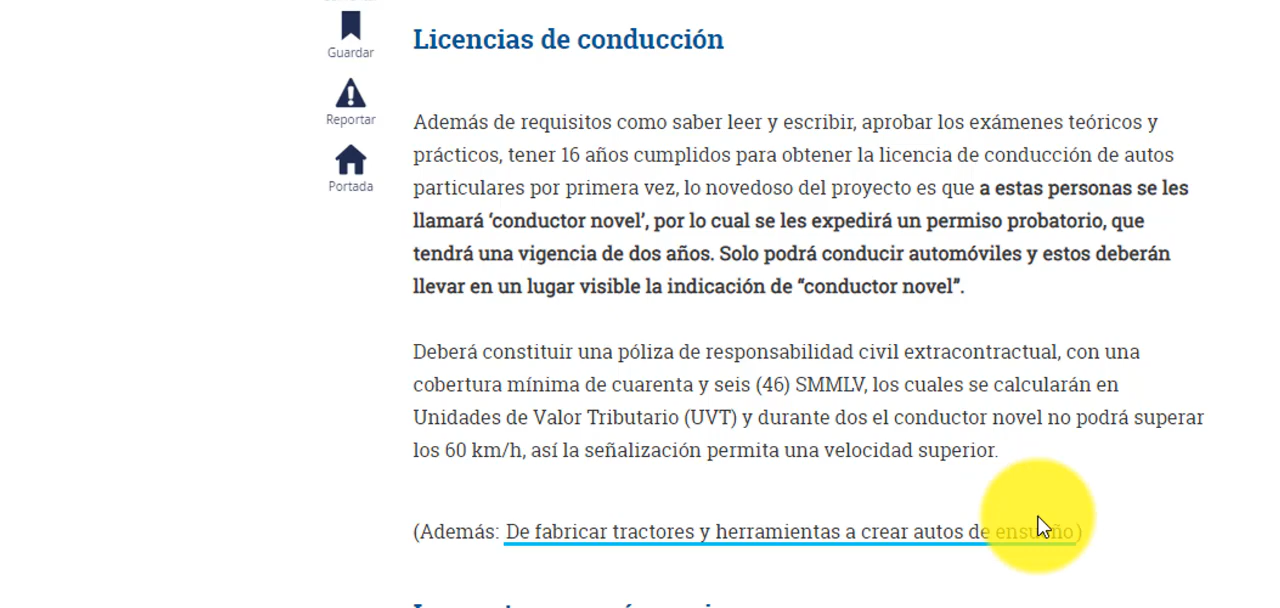 Guardar
Reportar
Portada
Licencias de conducción
Además de requisitos como saber leer y escribir, aprobar los exámenes teóricos y
prácticos, tener 16 años cumplidos para obtener la licencia de conducción de autos
particulares por primera vez, lo novedoso del proyecto es que a estas personas se les
llamará ‘conductor novel’, por lo cual se les expedirá un permiso probatorio, que
tendrá una vigencia de dos años. Solo podrá conducir automóviles y estos deberán
llevar en un lugar visible la indicación de “conductor novel”.
Deberá constituir una póliza de responsabilidad civil extracontractual, con una
cobertura mínima de cuarenta y seis (46) SMMLV, los cuales se calcularán en
Unidades de Valor Tributario (UVT) y durante dos el conductor novel no podrá superar
los 60 km/h, así la señalización permita una velocidad superior.
(Además: De fabricar tractores y herramientas a crear autos de ensueño)